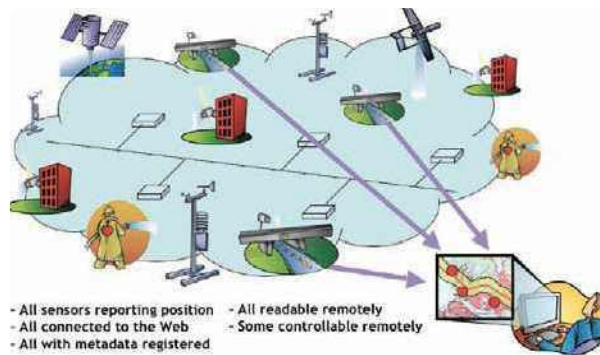 - All sensors reporting position
- All connected to the Web
- All with metadata registered
- All readable remotely
- Some controllable remotely